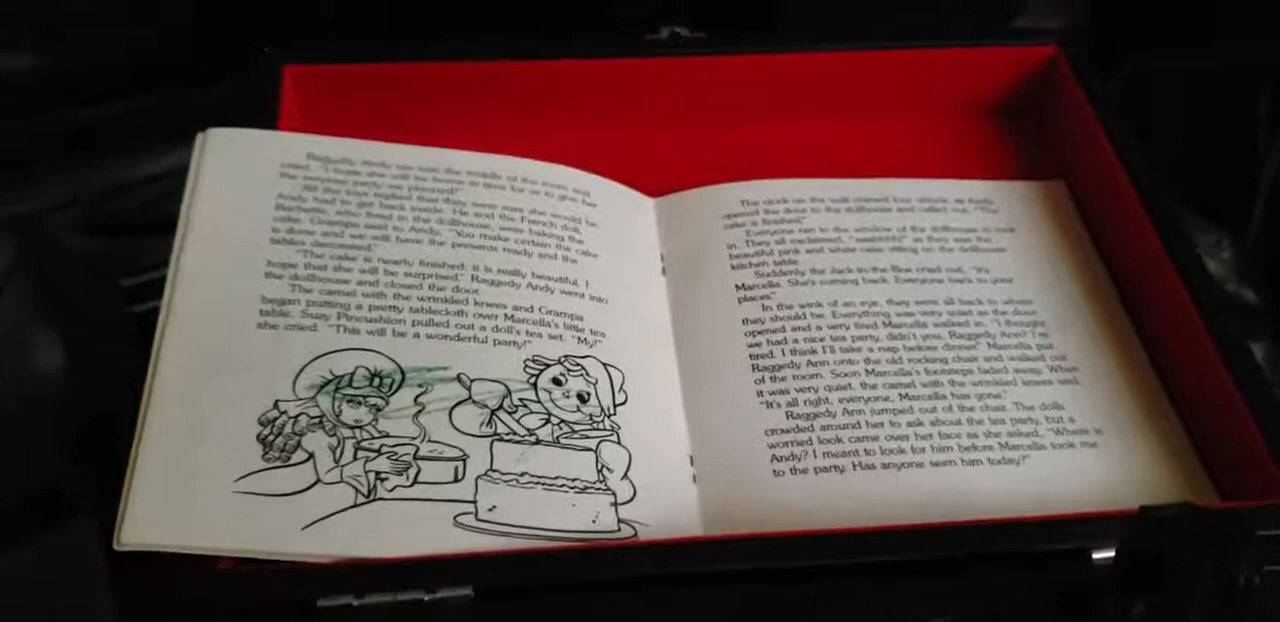 Raggedy Andy ran into the middle of the room and
cried, "I hope she will be home in time for us to give her
the surprise party we planned!"
All the toys replied that they were sure she would be.
Andy had to get back inside. He and the French doll,
Babette, who lived in the dollhouse, were baking the
cake. Grampa said to Andy, "You make certain the cake
is done and we will have the presents ready and the
tables decorated."
"The cake is nearly finished; it is really beautiful. I
hope that she will be surprised." Raggedy Andy went into
the dollhouse and closed the door.
The camel with the wrinkled knees and Grampa
began putting a pretty tablecloth over Marcella's little tea
table. Suzy Pincushion pulled out a doll's tea set. "My!"
she cried. "This will be a wonderful party!"
The clock on the wall chimed four o'clock, as Andy
opened the door to the dollhouse and called out, "The
cake is finished!"
Everyone ran to the window of the dollhouse to look
in. They all exclaimed, as they saw the
beautiful pink and white cake sitting on the dollhouse
kitchen table.
Suddenly the Jack-in-the-Box cried out, "It's
Marcella. She's coming back. Everyone back to your
places."
In the wink of an eye, they were all back to where
they should be. Everything was very quiet as the door
opened and a very tired Marcella walked in. "I thought
we had a nice tea party, didn't you, Raggedy Ann? I'm
tired. I think I'll take a nap before dinner." Marcella put
Raggedy Ann onto the old rocking chair and walked out
of the room. Soon Marcella's footsteps faded away. When
it was very quiet, the camel with the wrinkled knees said,
"It's all right, everyone, Marcella has gone."
Raggedy Ann jumped out of the chair. The dolls
crowded around her to ask about the tea party, but a
worried look came over her face as she asked, "Where is
Andy? I meant to look for him before Marcella took me
to the party. Has anyone seen him today?"